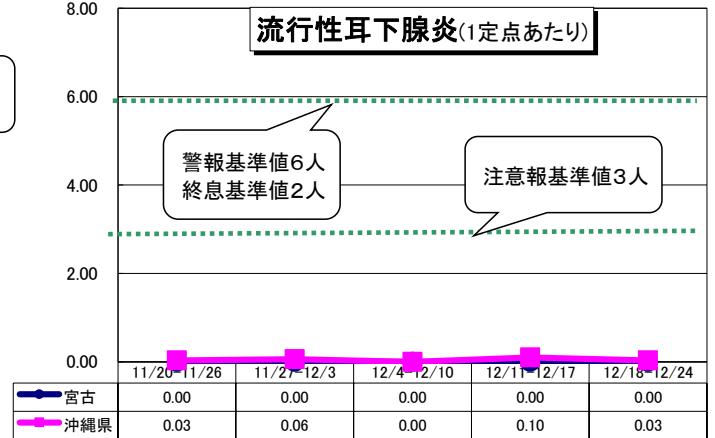 流行性耳下腺炎(1定点あたり)
8.00
6.00
警報基準値6人
終息基準値2人
注意報基準値3人
4.00
2.00
0.00
11/20-11/26 11/27-12/3 12/4-12/10 12/11-12/17 12/18-12/24
宮古 0.00 0.00 0.00 0.00 0.00
沖縄県 0.03 0.06 0.00 0.10 0.03